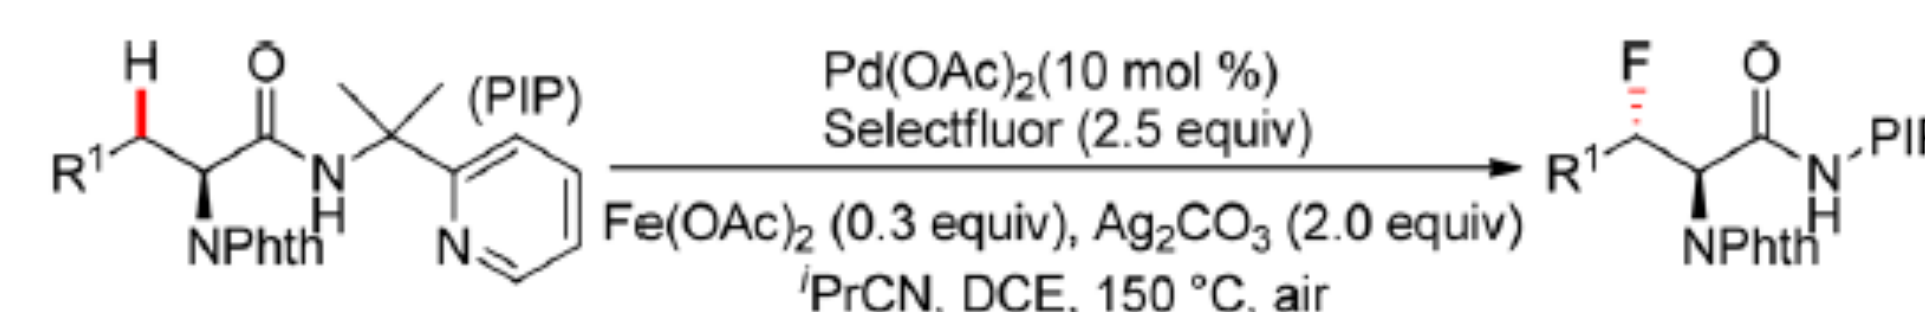 H O (PIP) R¹ N H NPhth N
Pd(OAc)₂(10 mol %)
Selectfluor (2.5 equiv)
Fe(OAc)₂ (0.3 equiv), Ag₂CO₃ (2.0 equiv)
ⁱPrCN, DCE, 150 °C, air
F O R¹ N H NPhth